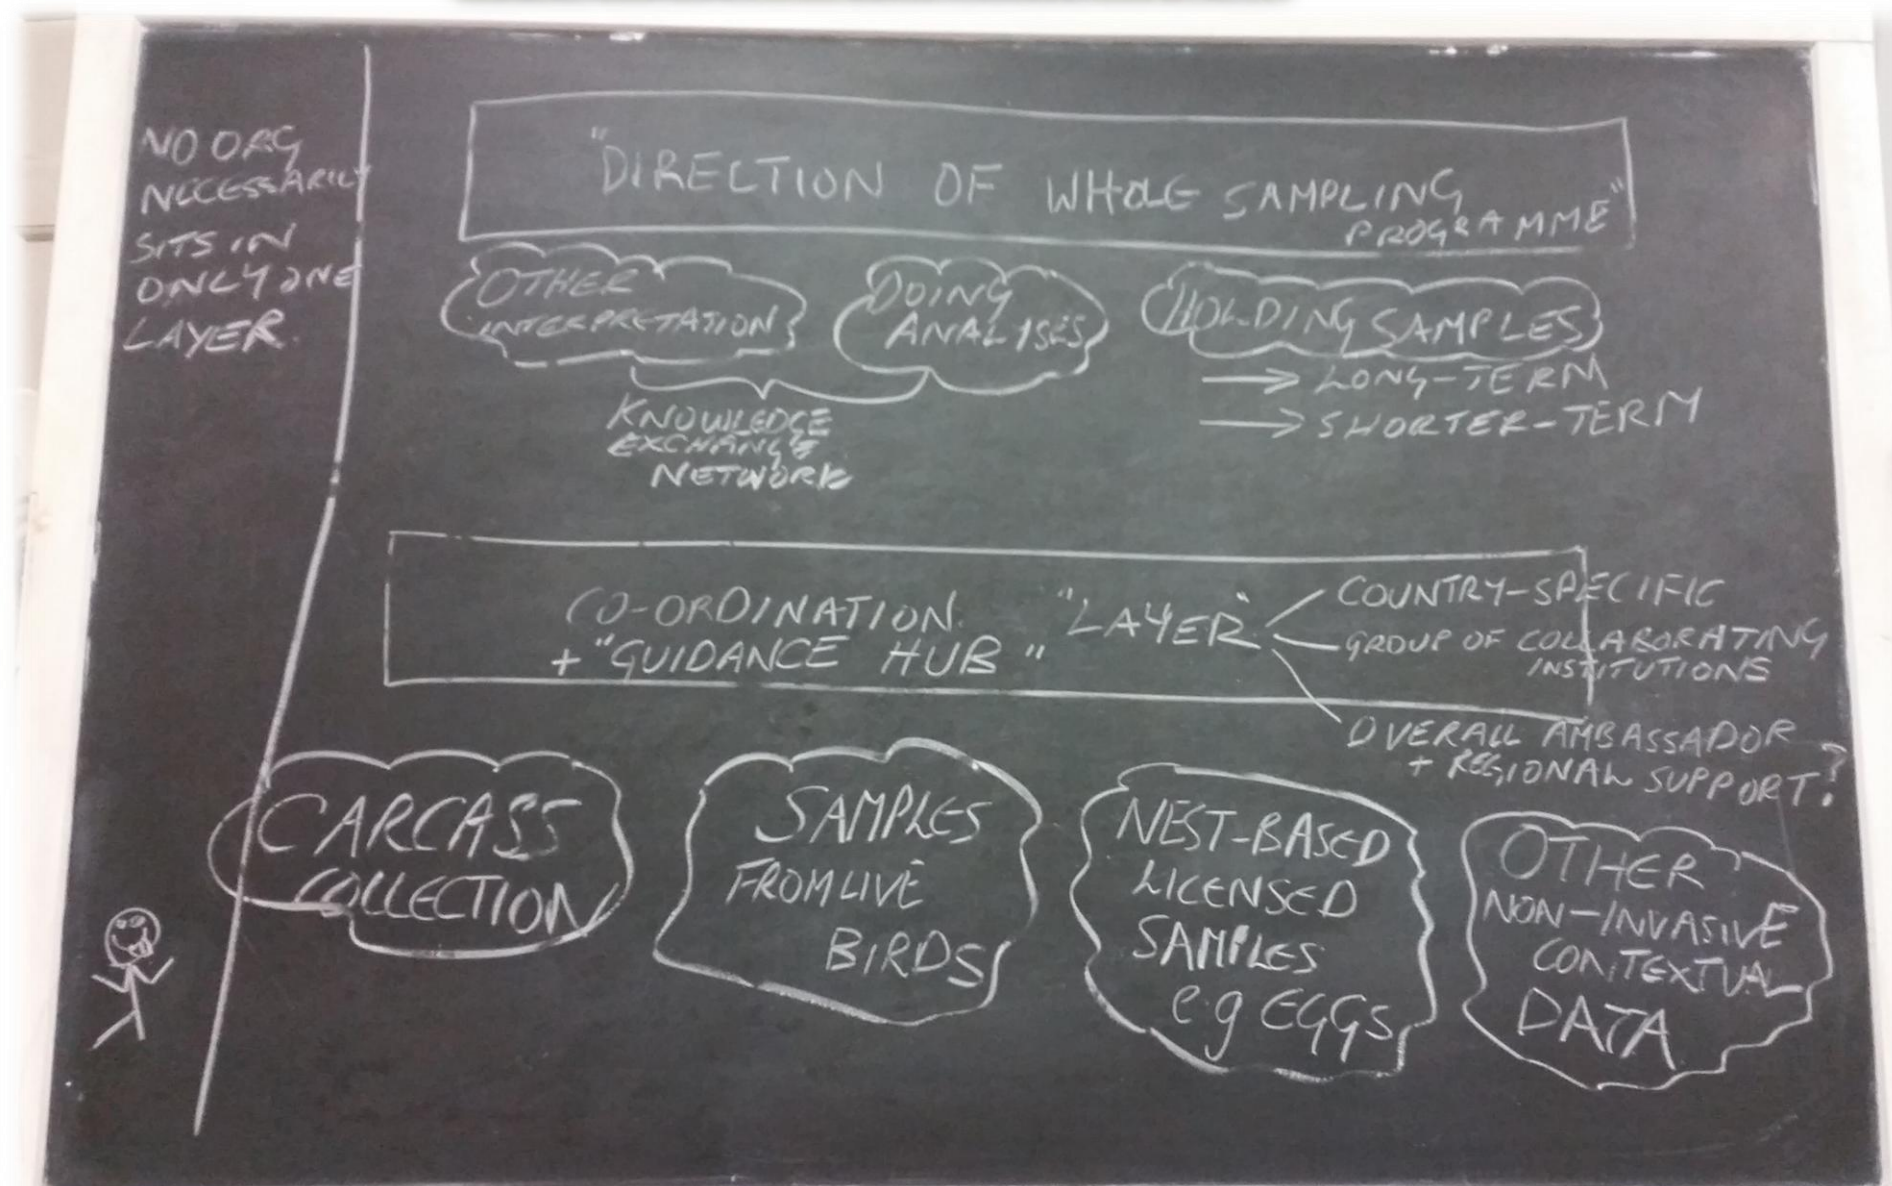 NO ORG
NECESSARILY
SITS IN
ONLY ONE
LAYER.
"DIRECTION OF WHOLE SAMPLING
PROGRAMME"
OTHER
INTERPRETATION
DOING
ANALYSES
HOLDING SAMPLES
→ LONG-TERM
→ SHORTER-TERM
KNOWLEDGE
EXCHANGE
NETWORK
CO-ORDINATION "LAYER"
+ "GUIDANCE HUB"
COUNTRY-SPECIFIC
GROUP OF COLLABORATING
INSTITUTIONS
OVERALL AMBASSADOR
+ REGIONAL SUPPORT?
CARCASS
COLLECTION
SAMPLES
FROM LIVE
BIRDS
NEST-BASED
LICENSED
SAMPLES
e.g EGGS
OTHER
NON-INVASIVE
CONTEXTUAL
DATA